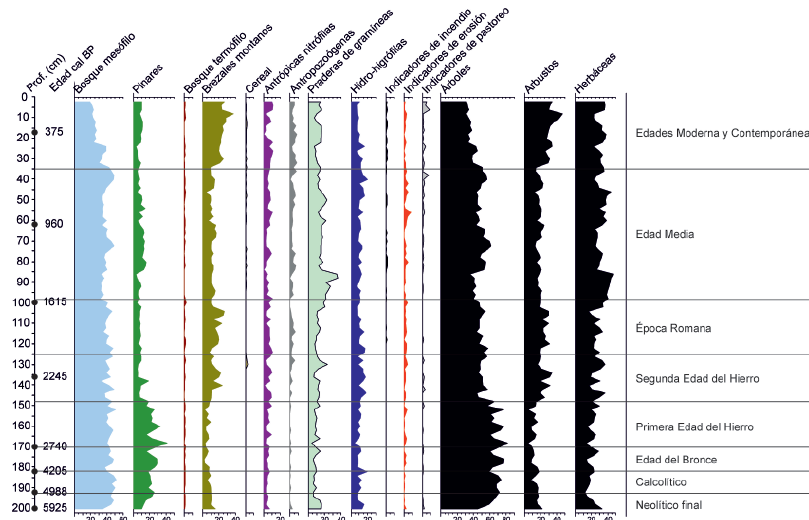 Prof. (cm)
Edad cal BP
Bosque mesófilo
Pinares
Bosque termófilo
Brezales montanos
Cereal
Antrópicas nitrófilas
Antropozoógenas
Praderas de gramíneas
Hidro-higrófitas
Indicadores de incendio
Indicadores de erosión
Indicadores de pastoreo
Árboles
Arbustos
Herbáceas
0
10
20
30
40
50
60
70
80
90
100
110
120
130
140
150
160
170
180
190
200
375
960
1615
2245
2740
4205
4988
5925
Edades Moderna y Contemporánea
Edad Media
Época Romana
Segunda Edad del Hierro
Primera Edad del Hierro
Edad del Bronce
Calcolítico
Neolítico final